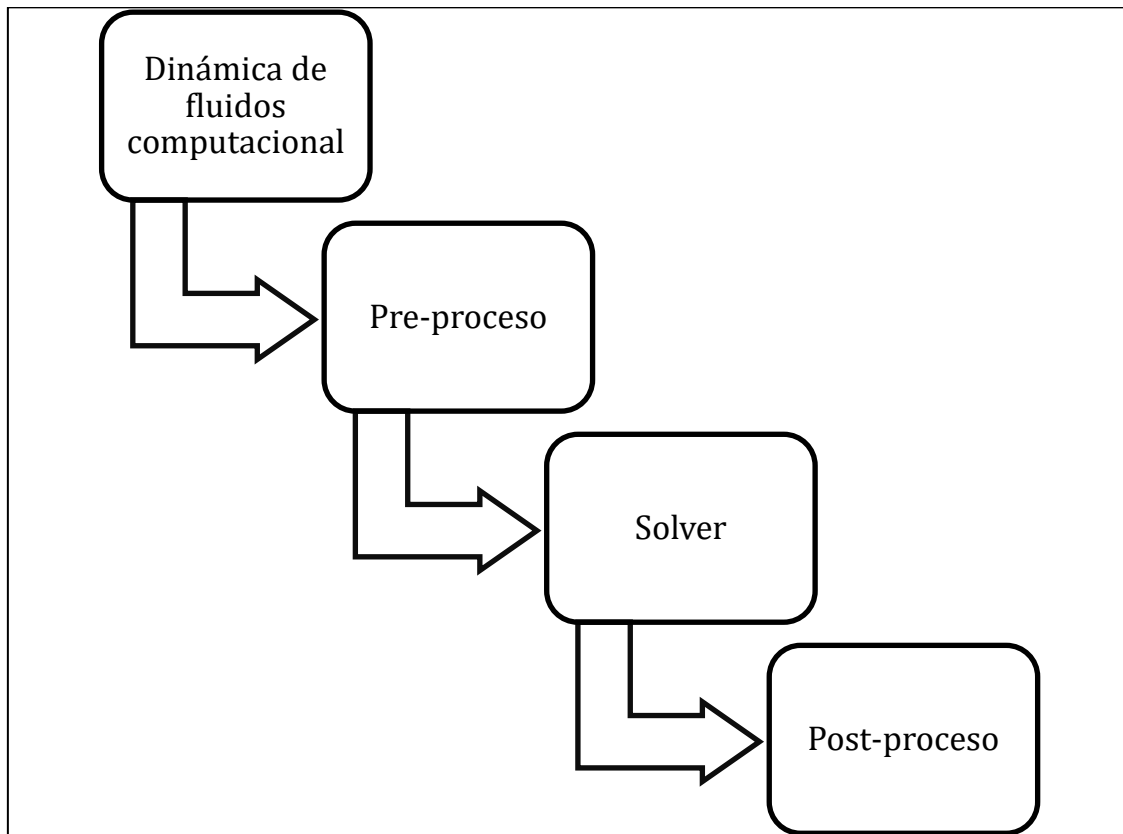 Dinámica de
fluidos
computacional
Pre-proceso
Solver
Post-proceso